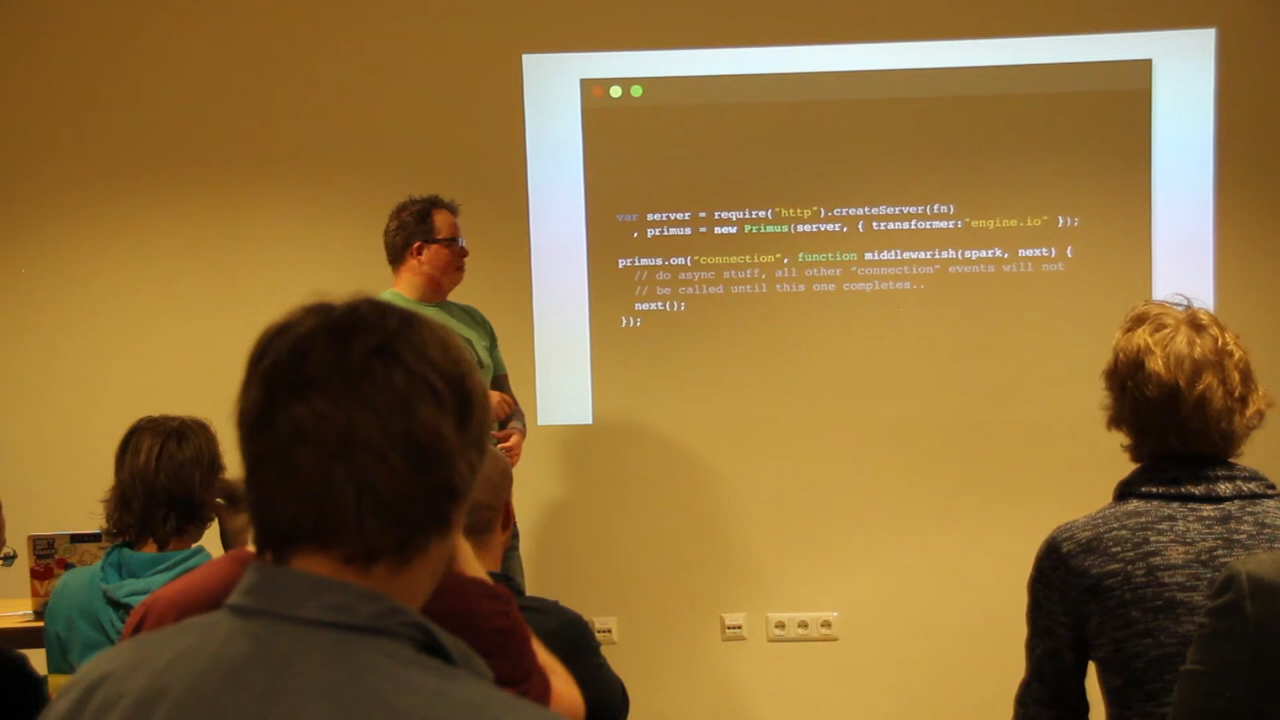 var server = require("http").createServer(fn)
, primus = new Primus(server, { transformer:"engine.io" });
primus.on("connection", function middlewarish(spark, next) {
// do async stuff, all other "connection" events will not
// be called until this one completes..
next();
});